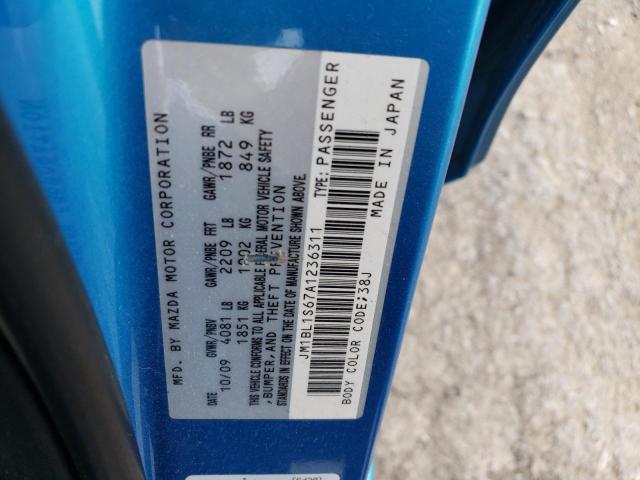 MFD. BY MAZDA MOTOR CORPORATION
DATE GVWR/PNBV GAWR/PNBE FRT GAWR/PNBE RR
10/09 4081 LB 2209 LB 1872 LB
1851 KG 1002 KG 849 KG
THIS VEHICLE CONFORMS TO ALL APPLICABLE FEDERAL MOTOR VEHICLE SAFETY
,BUMPER,AND THEFT PREVENTION
STANDARDS IN EFFECT ON THE DATE OF MANUFACTURE SHOWN ABOVE.
JM1BL1S67A1236311 TYPE: PASSENGER
BODY COLOR CODE;38J MADE IN JAPAN